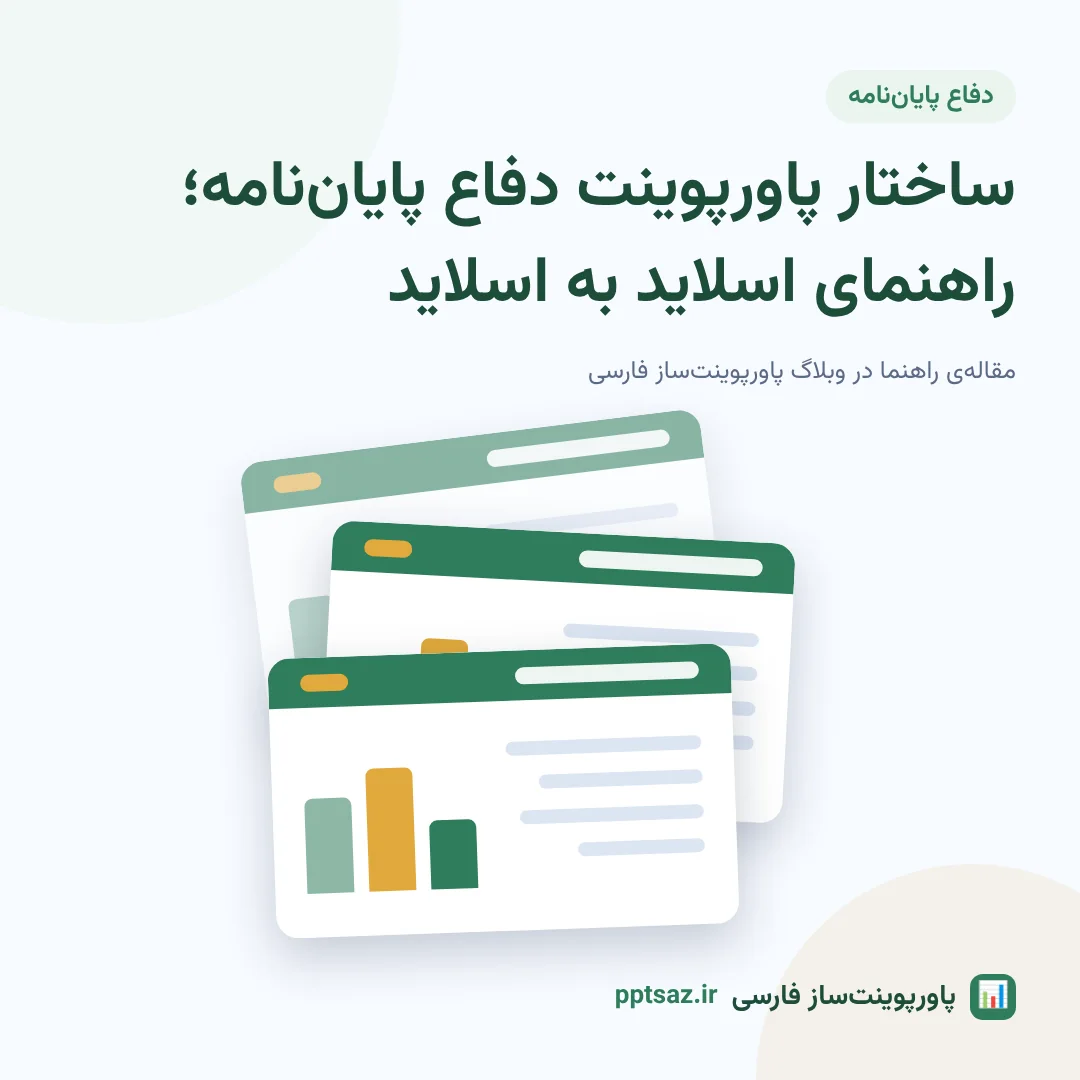 دفاع پایان‌نامه
ساختار پاورپوینت دفاع پایان‌نامه؛
راهنمای اسلاید به اسلاید
مقاله‌ی راهنما در وبلاگ پاورپوینت‌ساز فارسی
پاورپوینت‌ساز فارسی pptsaz.ir